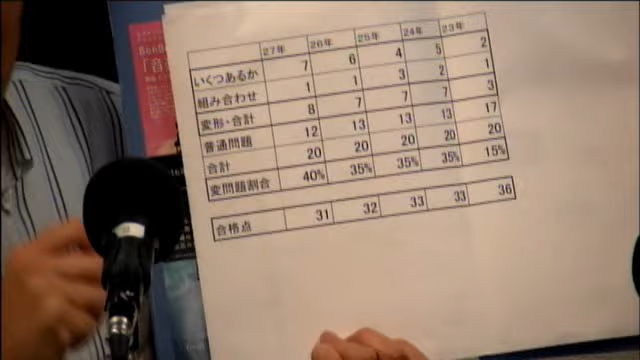 「音
27年 26年 25年 24年 23年
いくつあるか 7 6 4 5 2
組み合わせ 1 1 3 2 1
変形・合計 8 7 7 7 3
普通問題 12 13 13 13 17
合計 20 20 20 20 20
変問題割合 40% 35% 35% 35% 15%
合格点 31 32 33 33 36